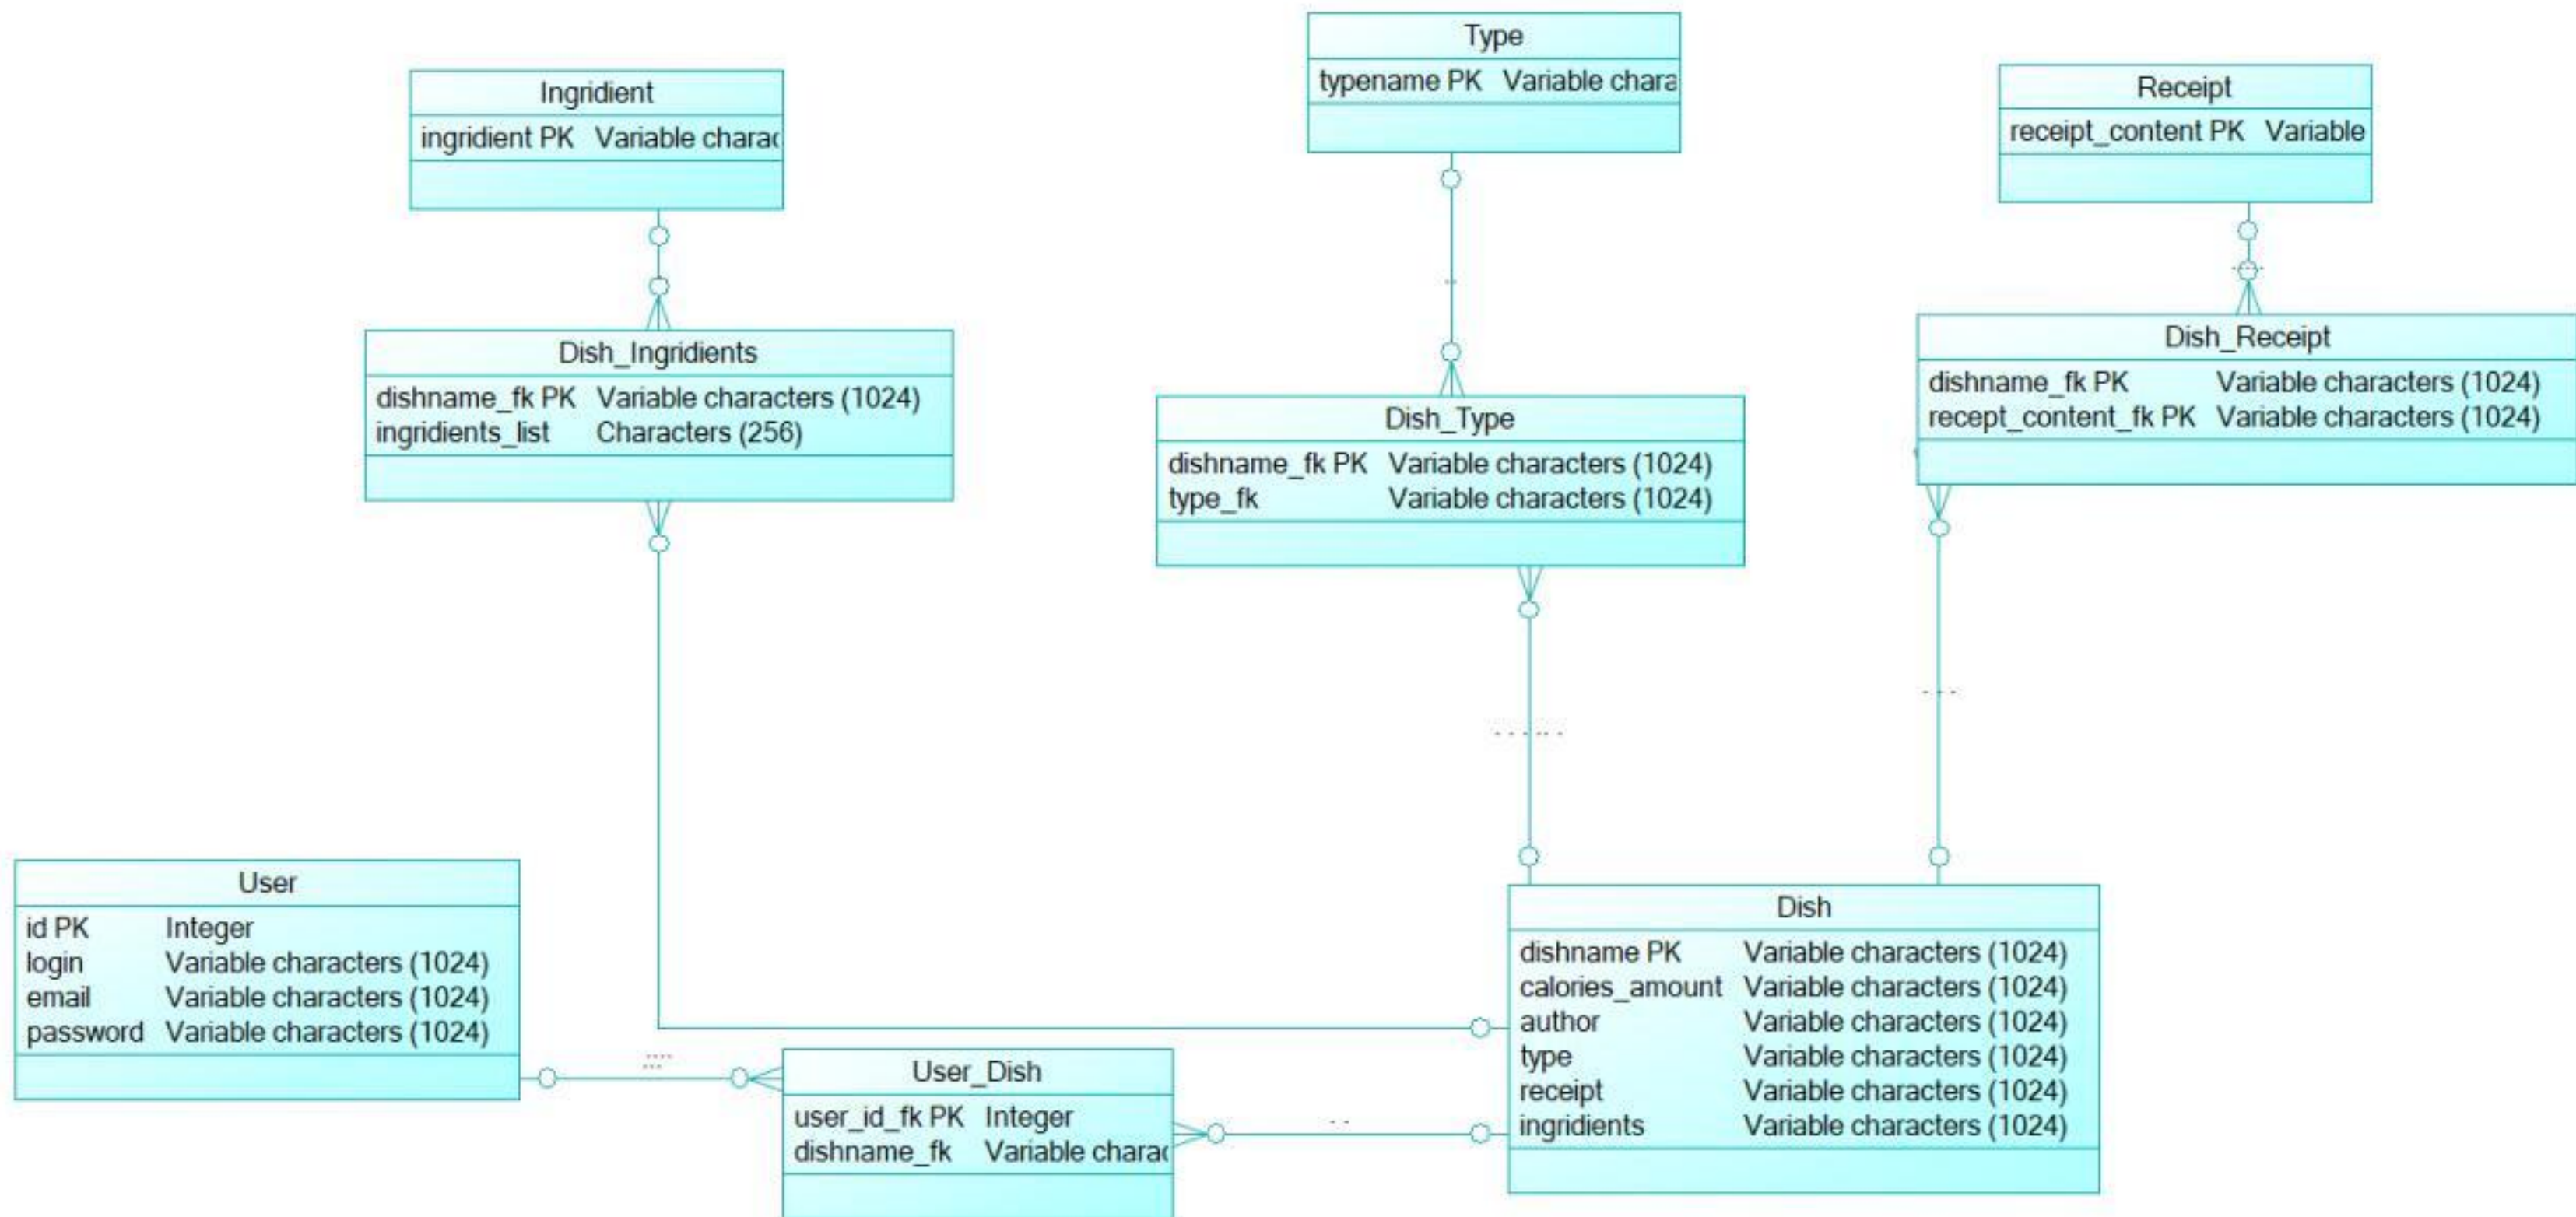 Type
typename PK Variable chara
Ingridient
ingridient PK Variable charac
Receipt
receipt_content PK Variable
Dish_Ingridients
dishname_fk PK Variable characters (1024)
ingridients_list Characters (256)
Dish_Type
dishname_fk PK Variable characters (1024)
type_fk Variable characters (1024)
Dish_Receipt
dishname_fk PK Variable characters (1024)
recept_content_fk PK Variable characters (1024)
User
id PK Integer
login Variable characters (1024)
email Variable characters (1024)
password Variable characters (1024)
User_Dish
user_id_fk PK Integer
dishname_fk Variable charac
Dish
dishname PK Variable characters (1024)
calories_amount Variable characters (1024)
author Variable characters (1024)
type Variable characters (1024)
receipt Variable characters (1024)
ingridients Variable characters (1024)